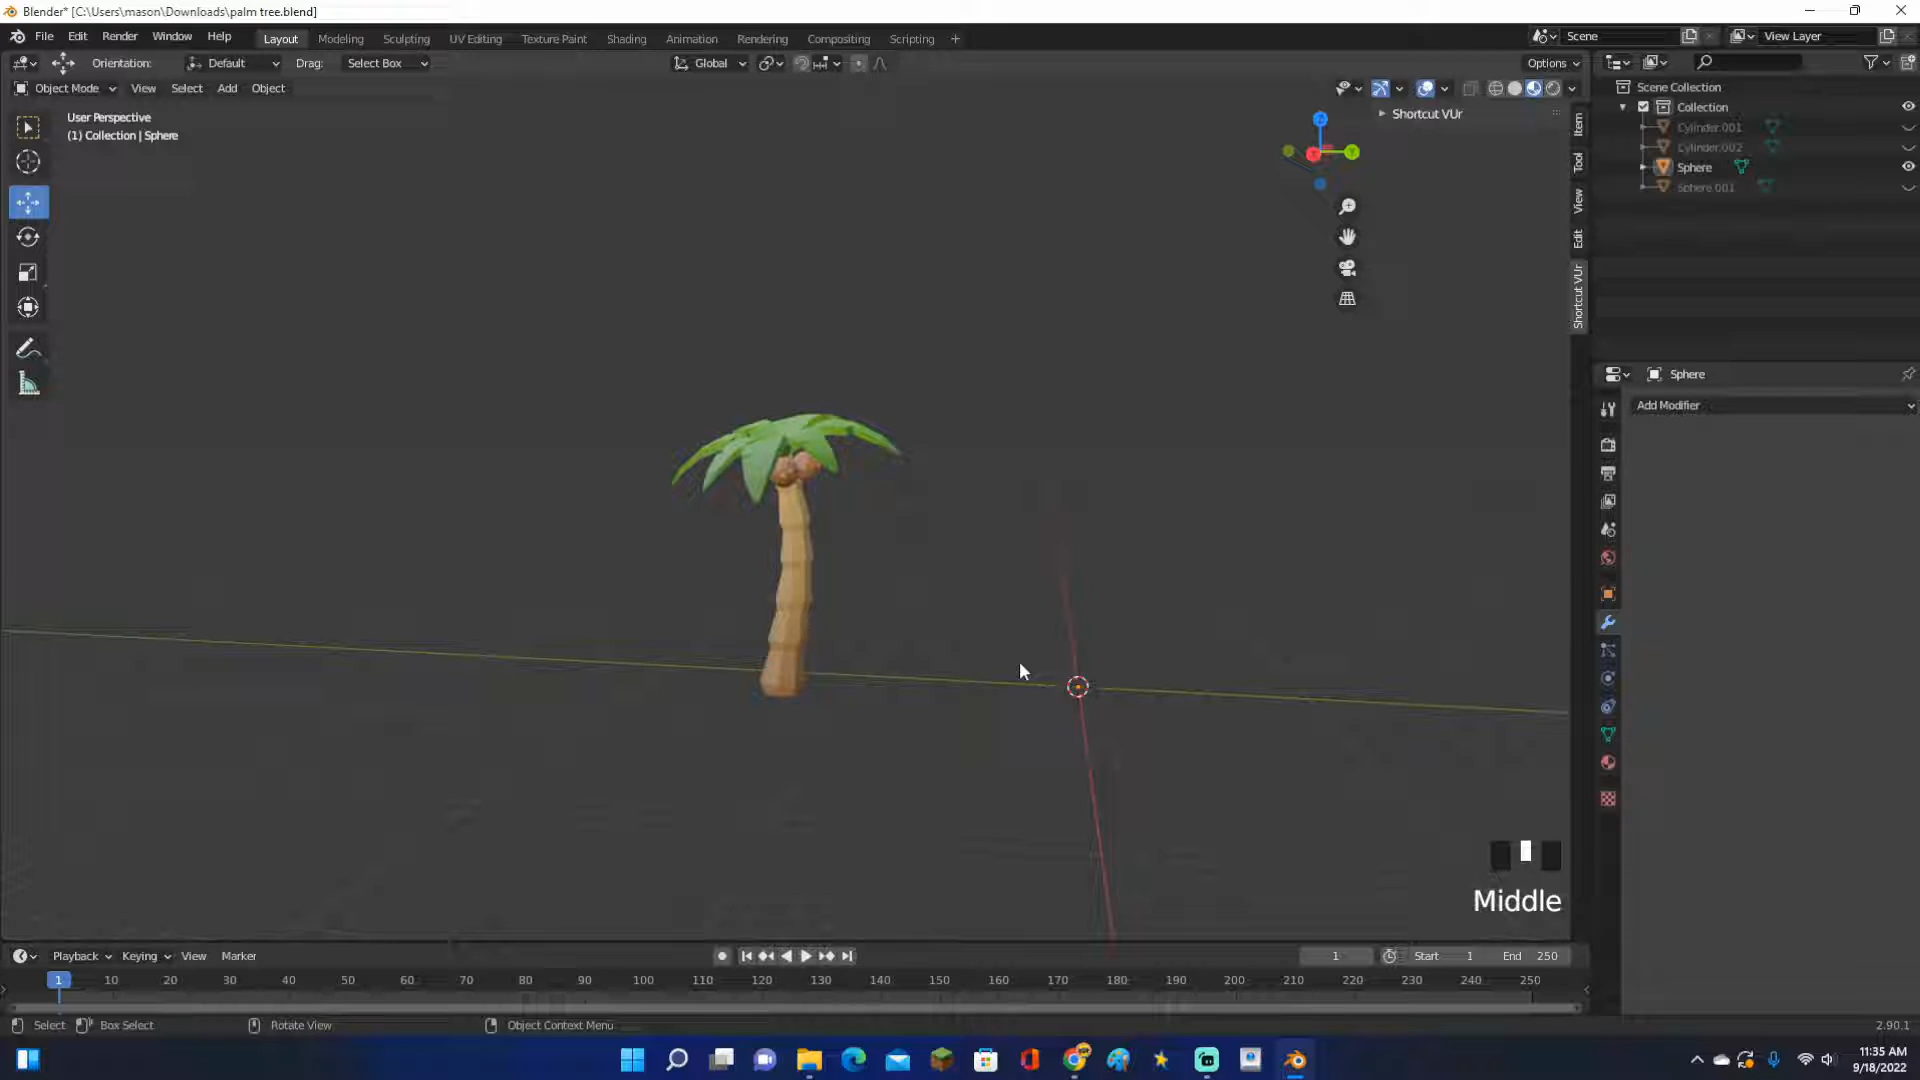 Blender* [C:\Users\mason\Downloads\palm tree.blend]
File Edit Render Window Help
Layout Modeling Sculpting UV Editing Texture Paint Shading Animation Rendering Compositing Scripting +
Scene
View Layer
Orientation: Default Drag: Select Box
Global
Options
Object Mode View Select Add Object
User Perspective
(1) Collection | Sphere
Shortcut VUr
Item
Tool
View
Edit
Shortcut VUr
Scene Collection
Collection
Cylinder.001
Cylinder.002
Sphere
Sphere.001
Sphere
Add Modifier
Middle
Playback Keying View Marker
1 Start 1 End 250
1 10 20 30 40 50 60 70 80 90 100 110 120 130 140 150 160 170 180 190 200 210 220 230 240 250
Select Box Select Rotate View Object Context Menu
2.90.1
11:35 AM
9/18/2022